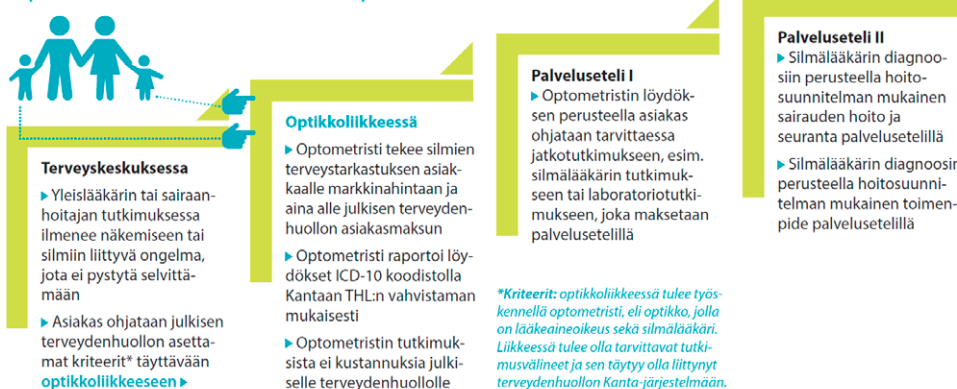 Terveyskeskuksessa
▶ Yleislääkärin tai sairaan-
hoitajan tutkimuksessa
ilmenee näkemiseen tai
silmiin liittyvä ongelma,
jota ei pystytä selvittä-
mään
▶ Asiakas ohjataan julkisen
terveydenhuollon asetta-
mat kriteerit* täyttävään
optikkoliikkeeseen ▶
Optikkoliikkeessä
▶ Optometristi tekee silmien
terveystarkastuksen asiak-
kaalle markkinahintaan ja
aina alle julkisen terveyden-
huollon asiakasmaksun
▶ Optometristi raportoi löy-
dökset ICD-10 koodistolla
Kantaan THL:n vahvistaman
mukaisesti
▶ Optometristin tutkimuk-
sista ei kustannuksia julki-
selle terveydenhuollolle
Palveluseteli I
▶ Optometristin löydök-
sen perusteella asiakas
ohjataan tarvittaessa
jatkotutkimukseen, esim.
silmälääkärin tutkimuk-
seen tai laboratoriotutki-
mukseen, joka maksetaan
palvelusetelillä
*Kriteerit: optikkoliikkeessä tulee työs-
kennellä optometristi, eli optikko, jolla
on lääkeaineoikeus sekä silmälääkäri.
Liikkeessä tulee olla tarvittavat tutki-
musvälineet ja sen täytyy olla liittynyt
terveydenhuollon Kanta-järjestelmään.
Palveluseteli II
▶ Silmälääkärin diagnoo-
siin perusteella hoito-
suunnitelman mukainen
sairauden hoito ja
seuranta palvelusetelillä
▶ Silmälääkärin diagnoosin
perusteella hoitosuunni-
telman mukainen toimen-
pide palvelusetelillä